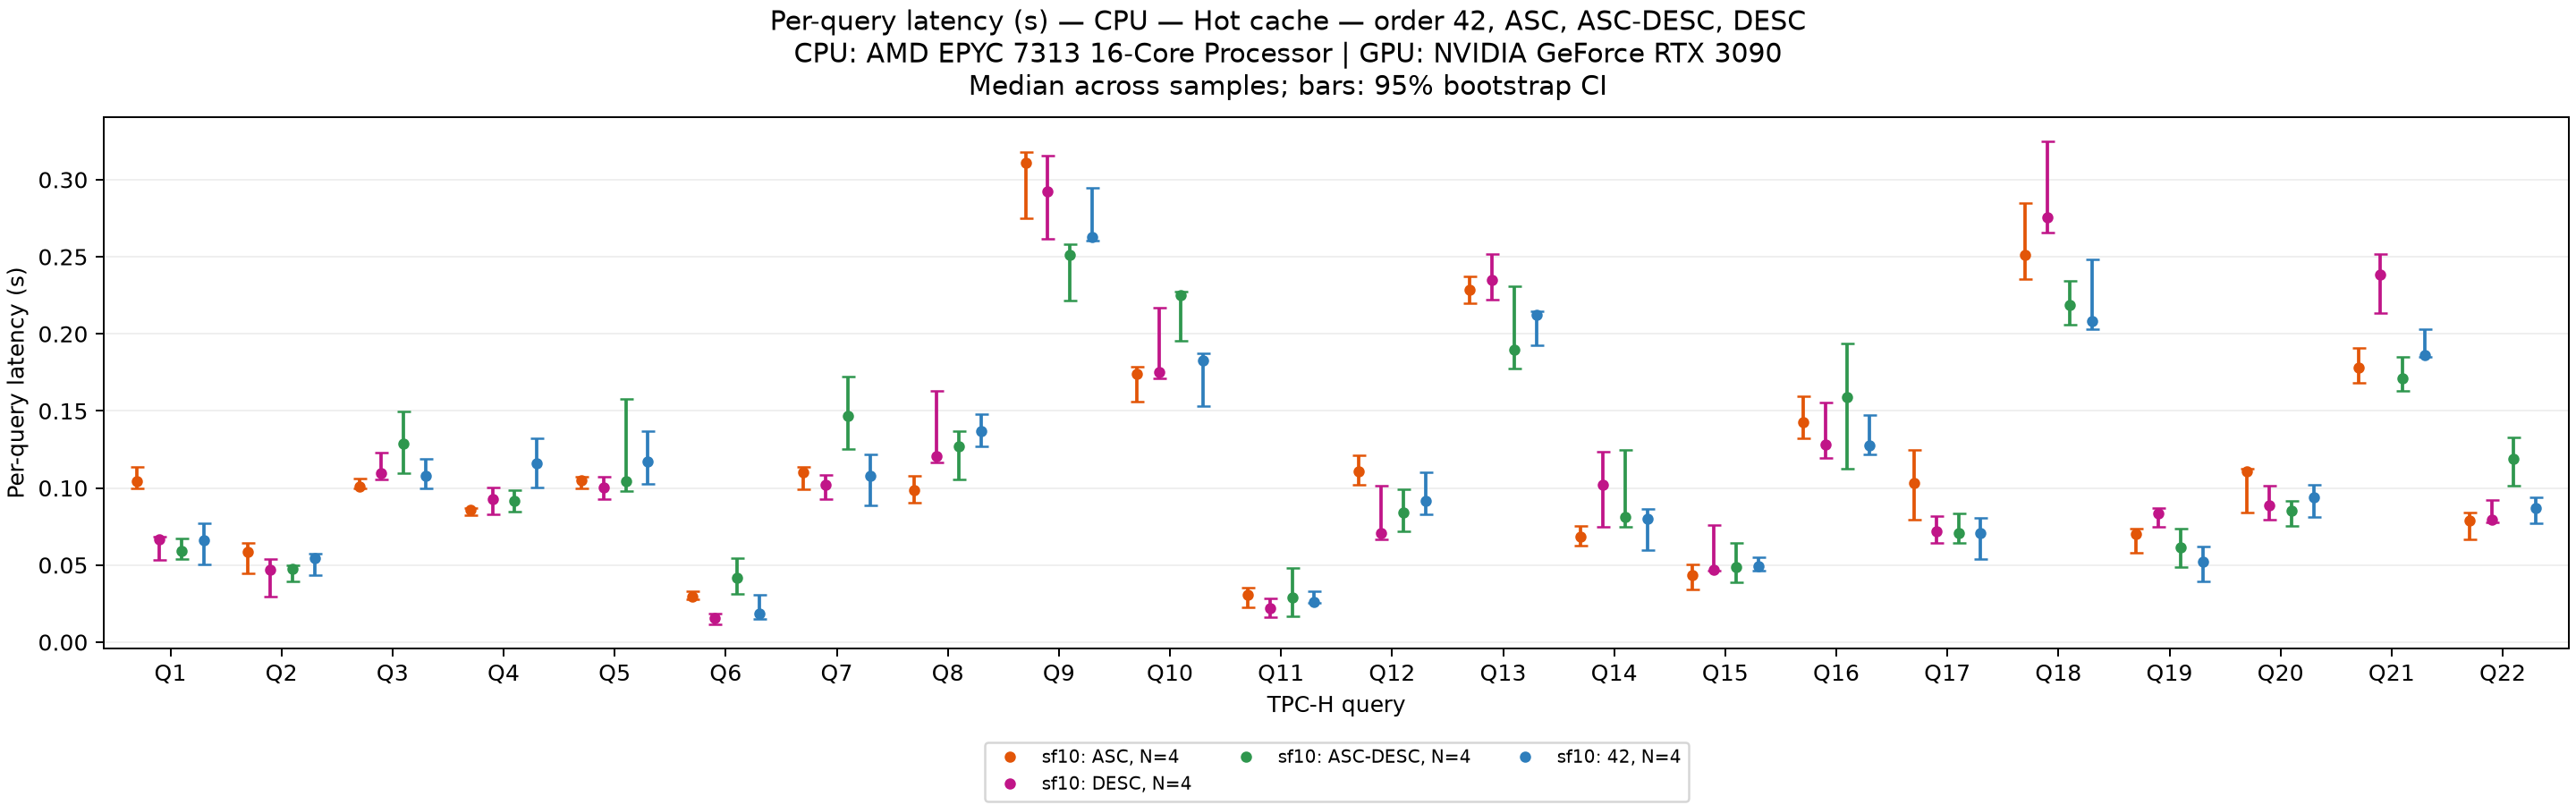 Per-query latency (s) — CPU — Hot cache — order 42, ASC, ASC-DESC, DESC
CPU: AMD EPYC 7313 16-Core Processor | GPU: NVIDIA GeForce RTX 3090
Median across samples; bars: 95% bootstrap CI
Per-query latency (s)
0.30
0.25
0.20
0.15
0.10
0.05
0.00
Q1 Q2 Q3 Q4 Q5 Q6 Q7 Q8 Q9 Q10 Q11 Q12 Q13 Q14 Q15 Q16 Q17 Q18 Q19 Q20 Q21 Q22
TPC-H query
sf10: ASC, N=4 sf10: ASC-DESC, N=4 sf10: 42, N=4
sf10: DESC, N=4